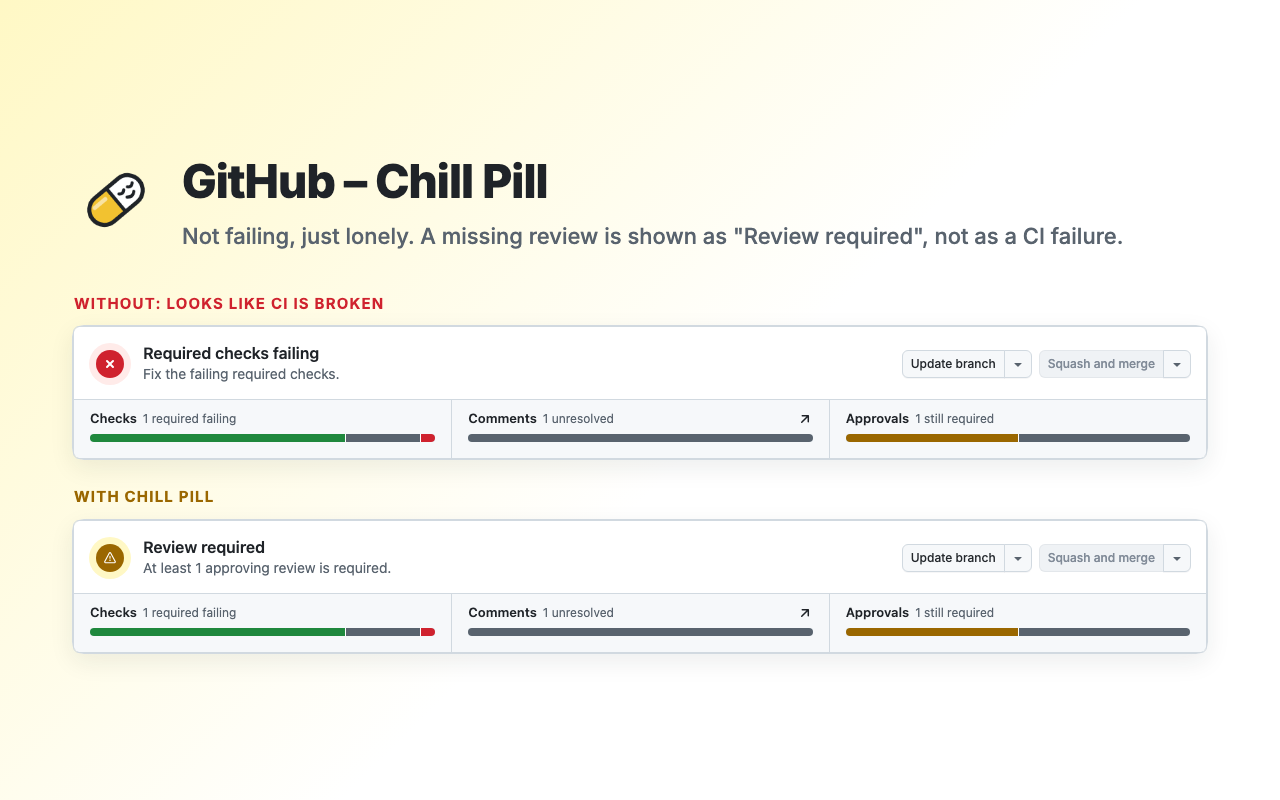 GitHub – Chill Pill
Not failing, just lonely. A missing review is shown as "Review required", not as a CI failure.
WITHOUT: LOOKS LIKE CI IS BROKEN
Required checks failing
Fix the failing required checks.
Update branch
Squash and merge
Checks 1 required failing
Comments 1 unresolved
Approvals 1 still required
WITH CHILL PILL
Review required
At least 1 approving review is required.
Update branch
Squash and merge
Checks 1 required failing
Comments 1 unresolved
Approvals 1 still required